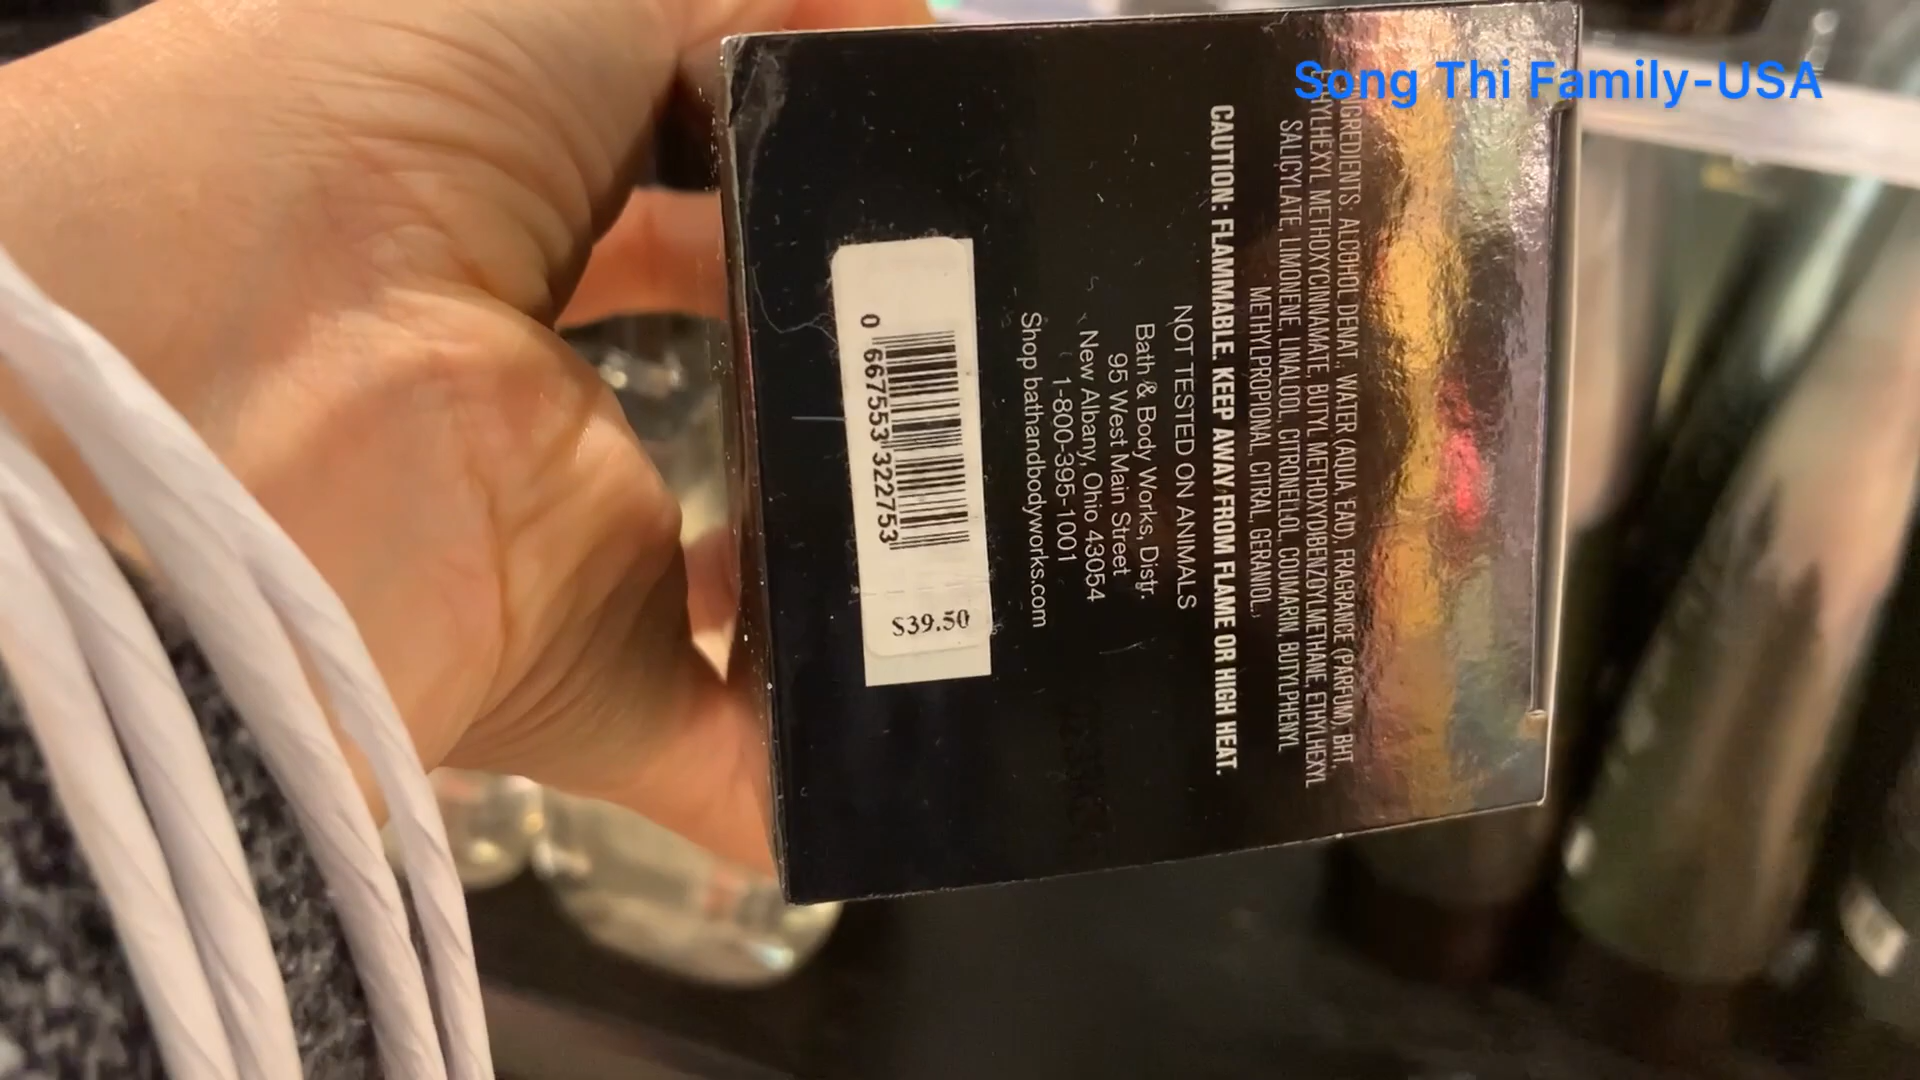 Song Thi Family-USA
INGREDIENTS: ALCOHOL DENAT., WATER (AQUA, EAU), FRAGRANCE (PARFUM), BHT,
ETHYLHEXYL METHOXYCINNAMATE, BUTYL METHOXYDIBENZOYLMETHANE, ETHYLHEXYL
SALICYLATE, LIMONENE, LINALOOL, CITRONELLOL, COUMARIN, BUTYLPHENYL
METHYLPROPIONAL, CITRAL, GERANIOL.
CAUTION: FLAMMABLE. KEEP AWAY FROM FLAME OR HIGH HEAT.
NOT TESTED ON ANIMALS
Bath & Body Works, Distr.
95 West Main Street
New Albany, Ohio 43054
1-800-395-1001
Shop bathandbodyworks.com
0 667553 322753
$39.50